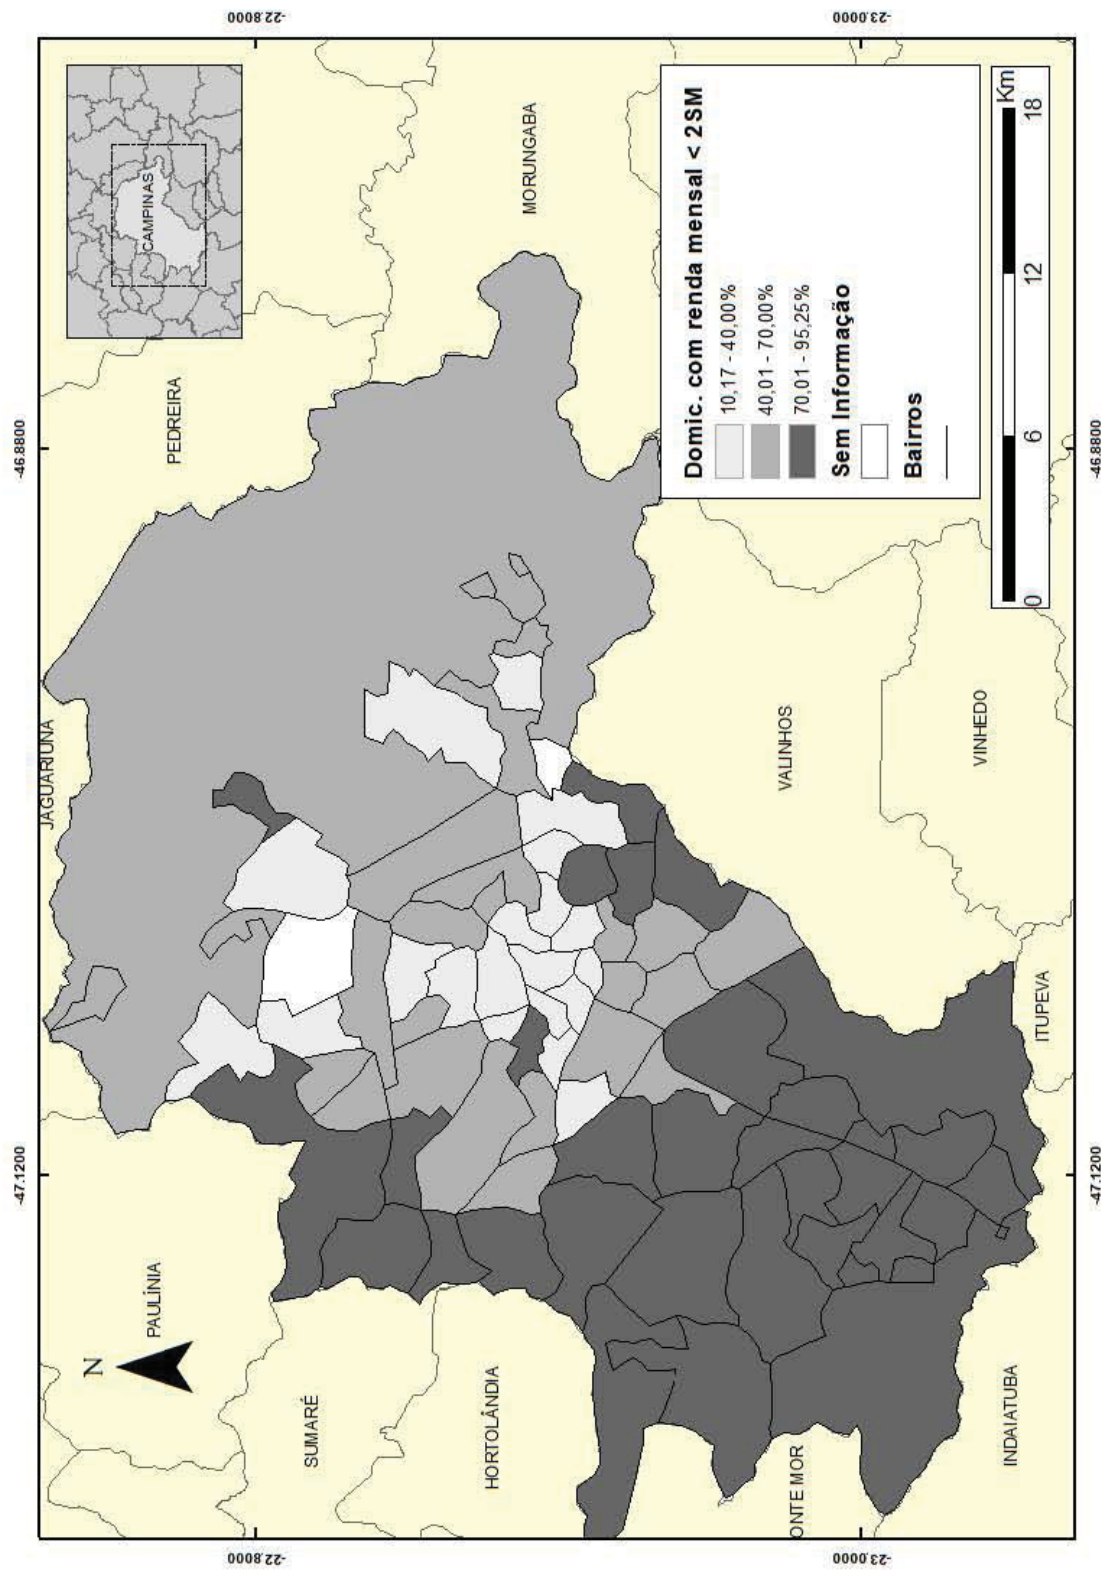 -47.1200
-46.8800
-22.8000
-22.8000
N
PAULÍNIA
JAGUARIUNA
PEDREIRA
CAMPINAS
SUMARÉ
HORTOLÂNDIA
MORUNGABA
ONTE MOR
VALINHOS
INDAIATUBA
ITUPEVA
VINHEDO
Domic. com renda mensal < 2SM
10,17 - 40,00%
40,01 - 70,00%
70,01 - 95,25%
Sem Informação
Bairros
0 6 12 18 Km
-23.0000
-23.0000
-47.1200
-46.8800